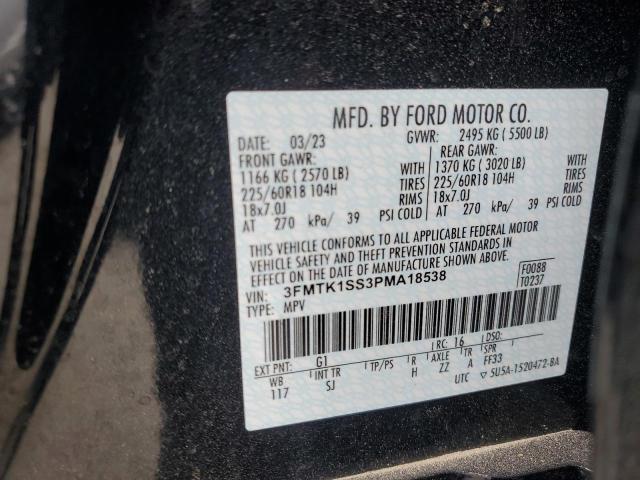 MFD. BY FORD MOTOR CO.
DATE: 03/23 GVWR: 2495 KG ( 5500 LB)
FRONT GAWR: REAR GAWR:
1166 KG ( 2570 LB) WITH 1370 KG ( 3020 LB) WITH
225/60R18 104H TIRES 225/60R18 104H TIRES
18x7.0J RIMS 18x7.0J RIMS
AT 270 kPa/ 39 PSI COLD AT 270 kPa/ 39 PSI COLD
THIS VEHICLE CONFORMS TO ALL APPLICABLE FEDERAL MOTOR
VEHICLE SAFETY AND THEFT PREVENTION STANDARDS IN
EFFECT ON THE DATE OF MANUFACTURE SHOWN ABOVE.
VIN: 3FMTK1SS3PMA18538 F0088
TYPE: MPV T0237
EXT PNT: G1 RC: 16 DSO:
WB INT TR TP/PS R AXLE TR SPR
117 SJ H ZZ A FF33
UTC ▽ 5U5A-1520472-BA